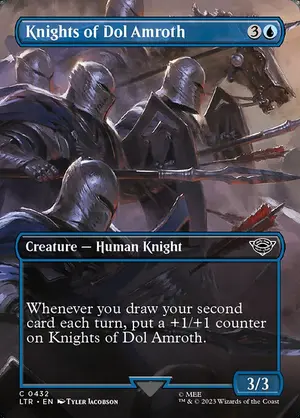 Knights of Dol Amroth 3
Creature — Human Knight
Whenever you draw your second
card each turn, put a +1/+1 counter
on Knights of Dol Amroth.
3/3
C 0432
LTR • EN Tyler Jacobson
© MEE
™ & © 2023 Wizards of the Coast